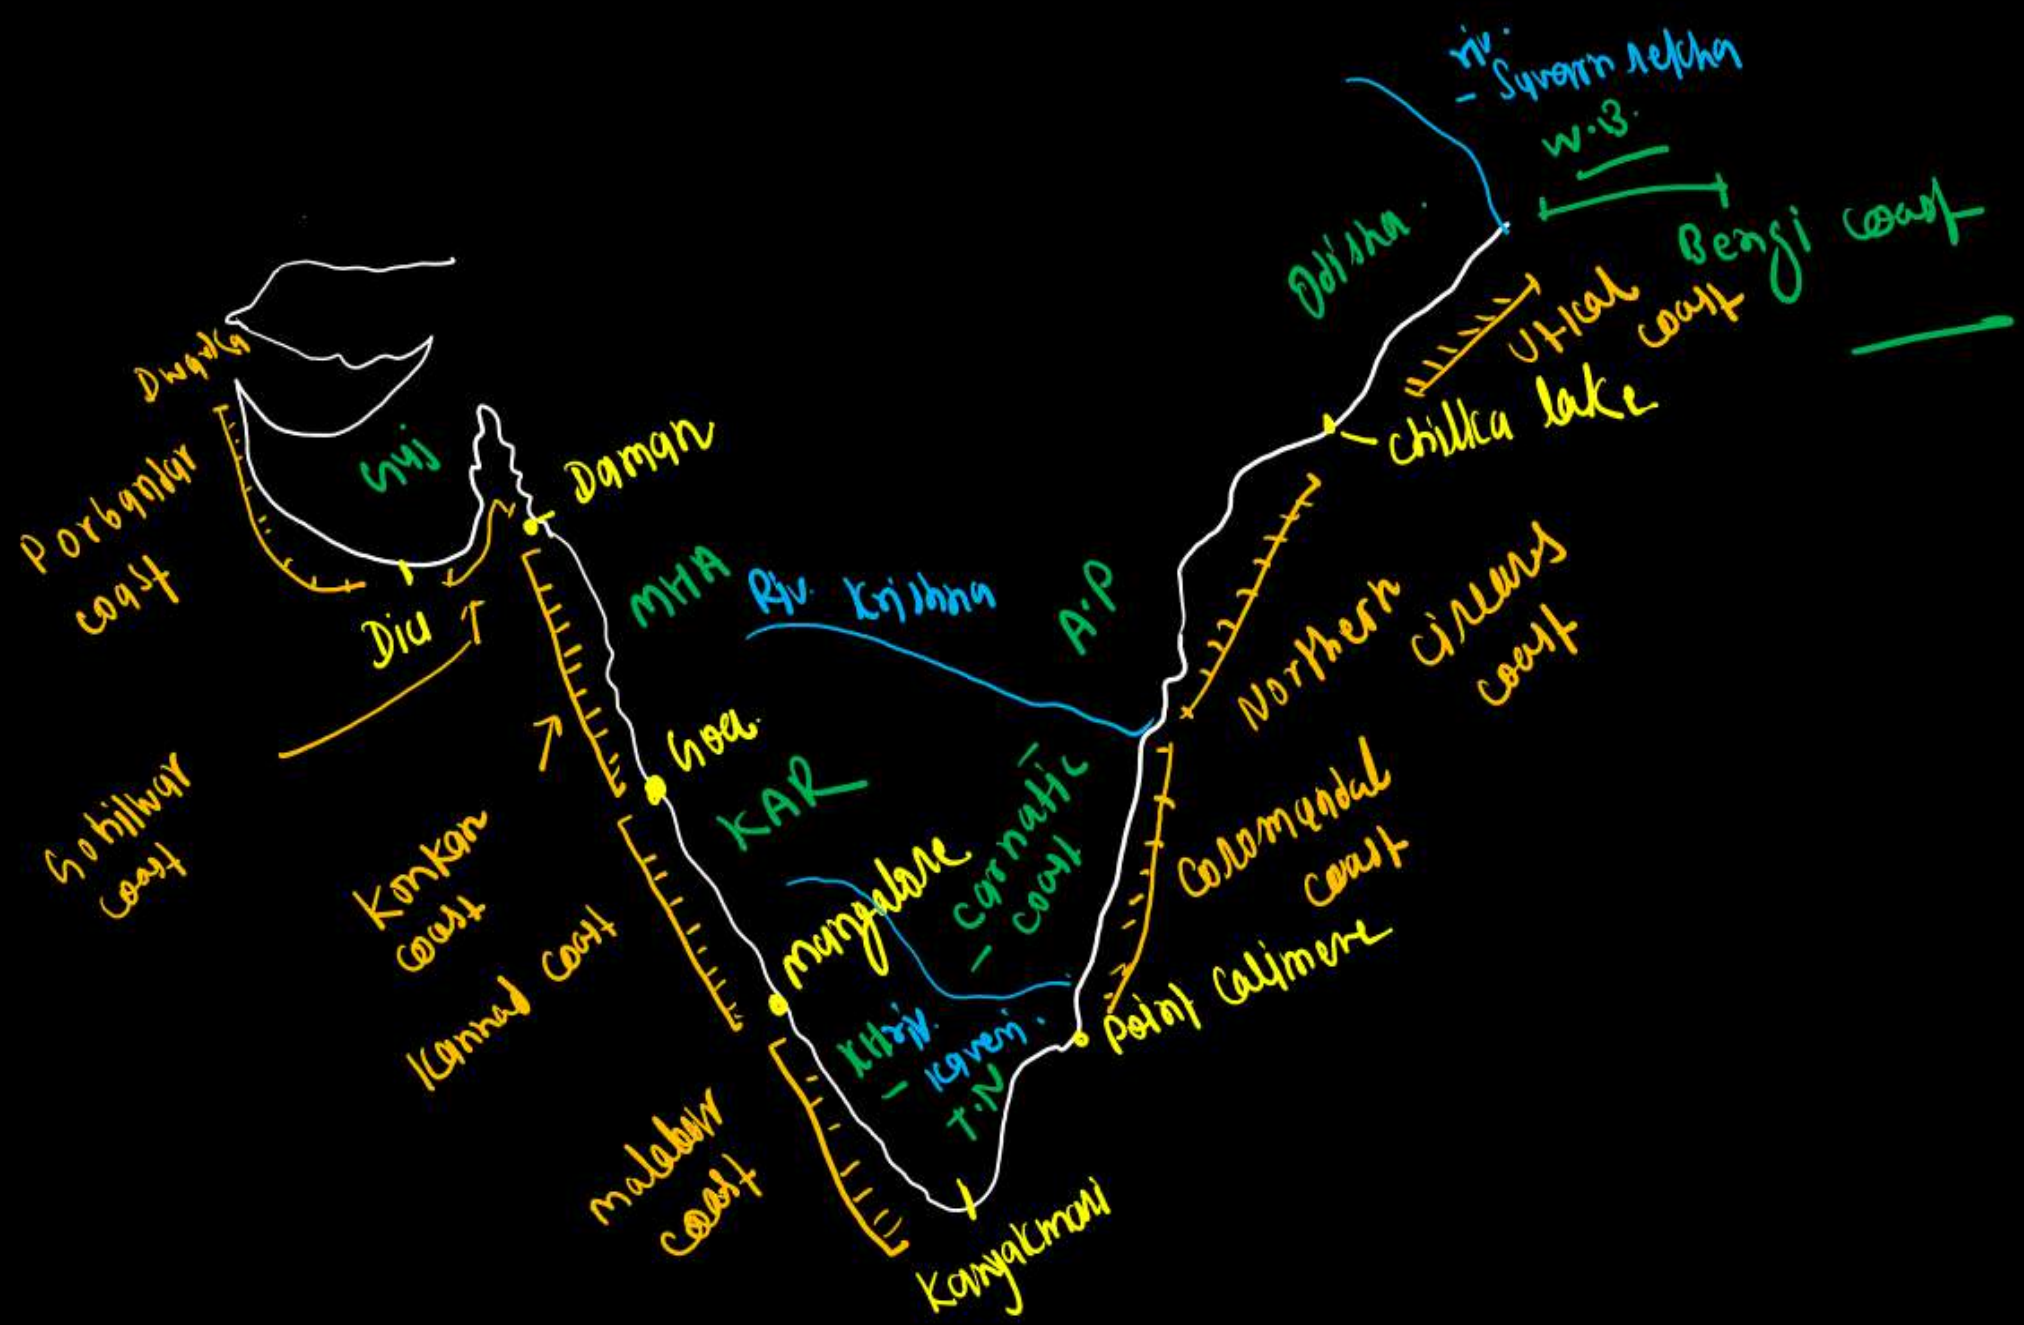 riv.
- Suvarn rekha
W.B.
Bengi coast
Odisha
Utkal
coast
Dwarka
chilka lake
Guj
Daman
Porbandar
coast
Diu
MHA
Riv. Krishna
A.P
Northern
circars
coast
Goa
KAR
Gohilwar
coast
Konkan
coast
Kannad coast
mangalore
carnatic
coast
Coromandal
coast
Point Calimere
riv.
- Kaveri
T.N
malabar
coast
Kanyakmari